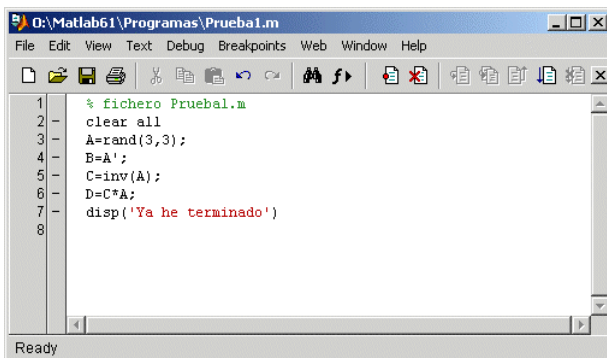 O:\Matlab61\Programas\Prueba1.m
File Edit View Text Debug Breakpoints Web Window Help
1 % fichero Prueba1.m
2 - clear all
3 - A=rand(3,3);
4 - B=A';
5 - C=inv(A);
6 - D=C*A;
7 - disp('Ya he terminado')
8
Ready